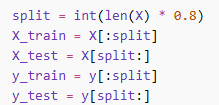 split = int(len(X) * 0.8)
X_train = X[:split]
X_test = X[split:]
y_train = y[:split]
y_test = y[split:]